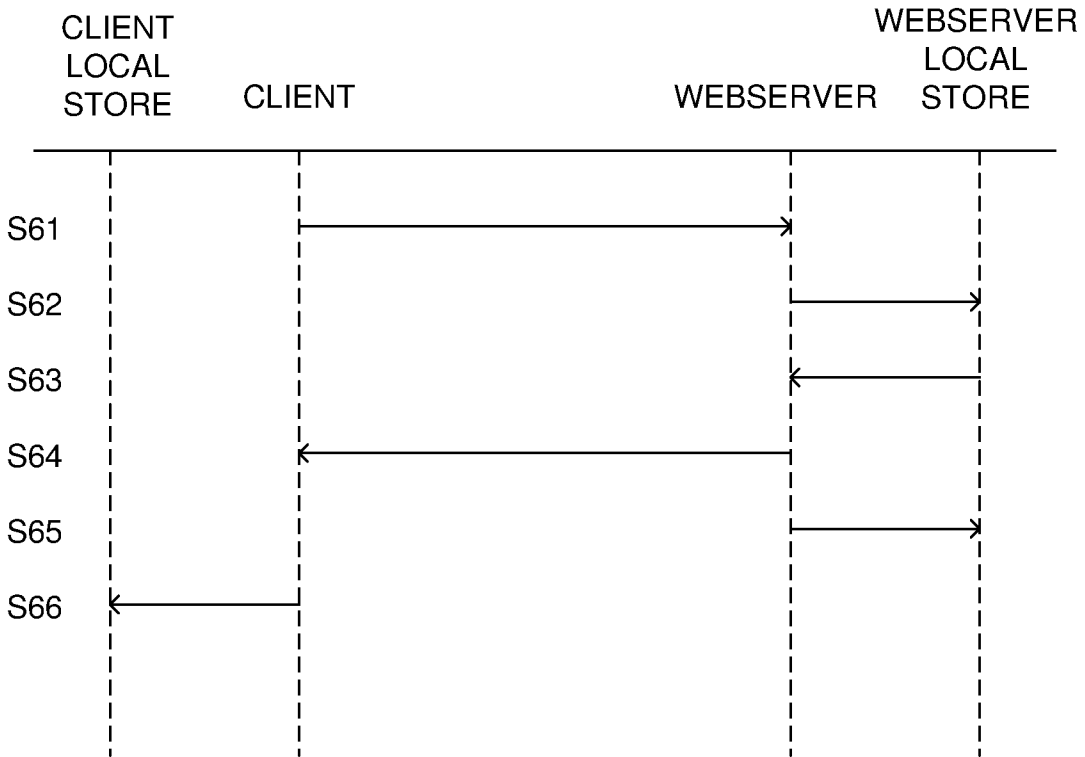 CLIENT
LOCAL
STORE
CLIENT
WEBSERVER
WEBSERVER
LOCAL
STORE
S61
S62
S63
S64
S65
S66